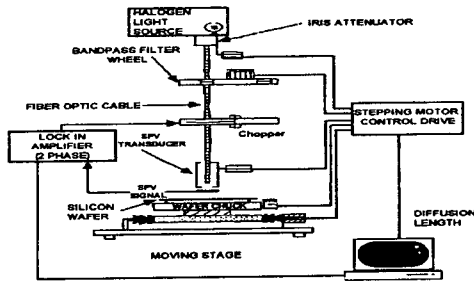 HALOGEN
LIGHT
SOURCE
IRIS ATTENUATOR
BANDPASS FILTER
WHEEL
FIBER OPTIC CABLE
Chopper
STEPPING MOTOR
CONTROL DRIVE
LOCK IN
AMPLIFIER
(2 PHASE)
SPV
TRANSDUCER
SPV
SIGNAL
SILICON
WAFER
WAFER CHUCK
DIFFUSION
LENGTH
MOVING STAGE